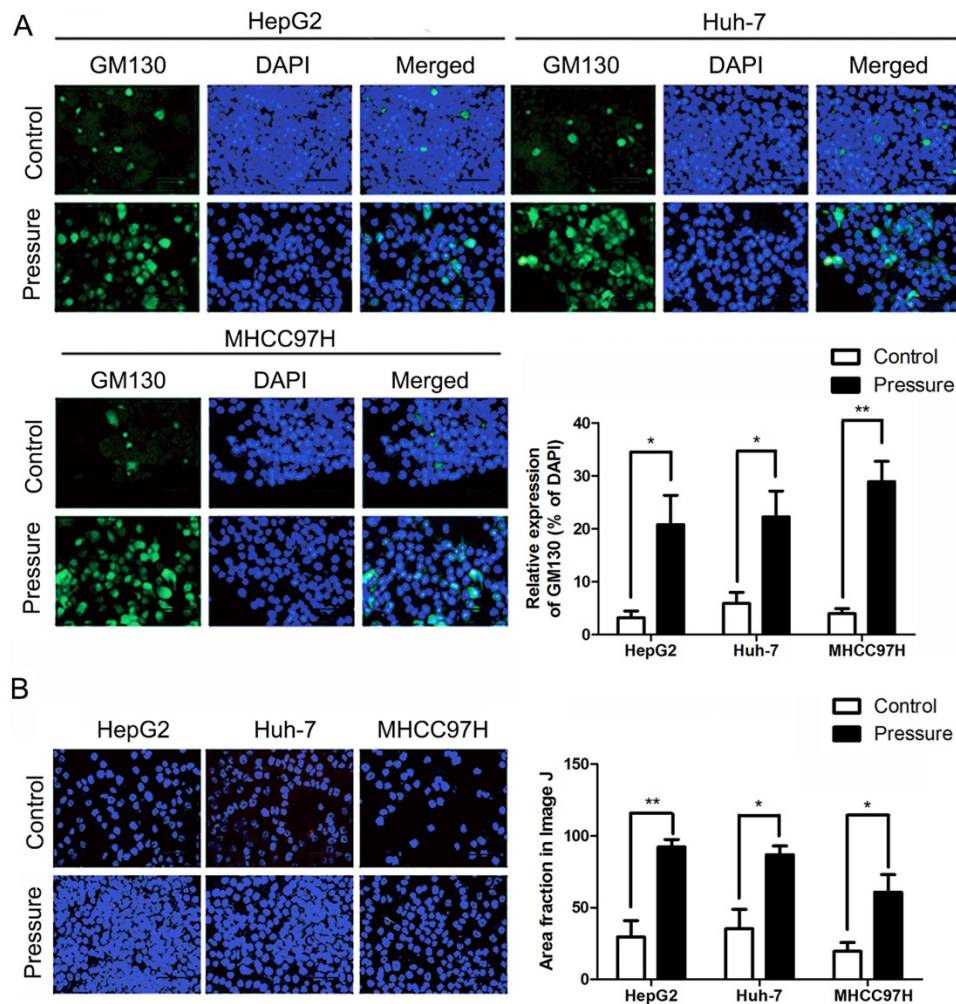 A
HepG2 Huh-7
GM130 DAPI Merged GM130 DAPI Merged
Control
Pressure
MHCC97H
GM130 DAPI Merged
Control
Pressure
Control
Pressure
Relative expression
of GM130 (% of DAPI)
40
30
20
10
0
* * **
HepG2 Huh-7 MHCC97H
B
HepG2 Huh-7 MHCC97H
Control
Pressure
Control
Pressure
Area fraction in Image J
150
100
50
0
** * *
HepG2 Huh-7 MHCC97H